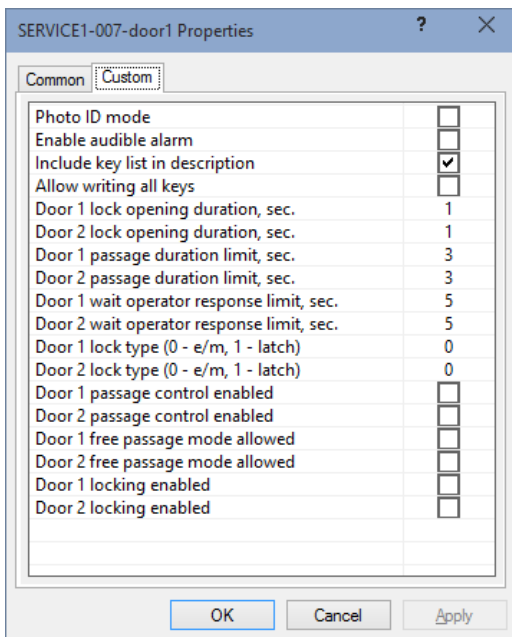 SERVICE1-007-door1 Properties ?
Common Custom
Photo ID mode
Enable audible alarm
Include key list in description
Allow writing all keys
Door 1 lock opening duration, sec. 1
Door 2 lock opening duration, sec. 1
Door 1 passage duration limit, sec. 3
Door 2 passage duration limit, sec. 3
Door 1 wait operator response limit, sec. 5
Door 2 wait operator response limit, sec. 5
Door 1 lock type (0 - e/m, 1 - latch) 0
Door 2 lock type (0 - e/m, 1 - latch) 0
Door 1 passage control enabled
Door 2 passage control enabled
Door 1 free passage mode allowed
Door 2 free passage mode allowed
Door 1 locking enabled
Door 2 locking enabled
OK Cancel Apply